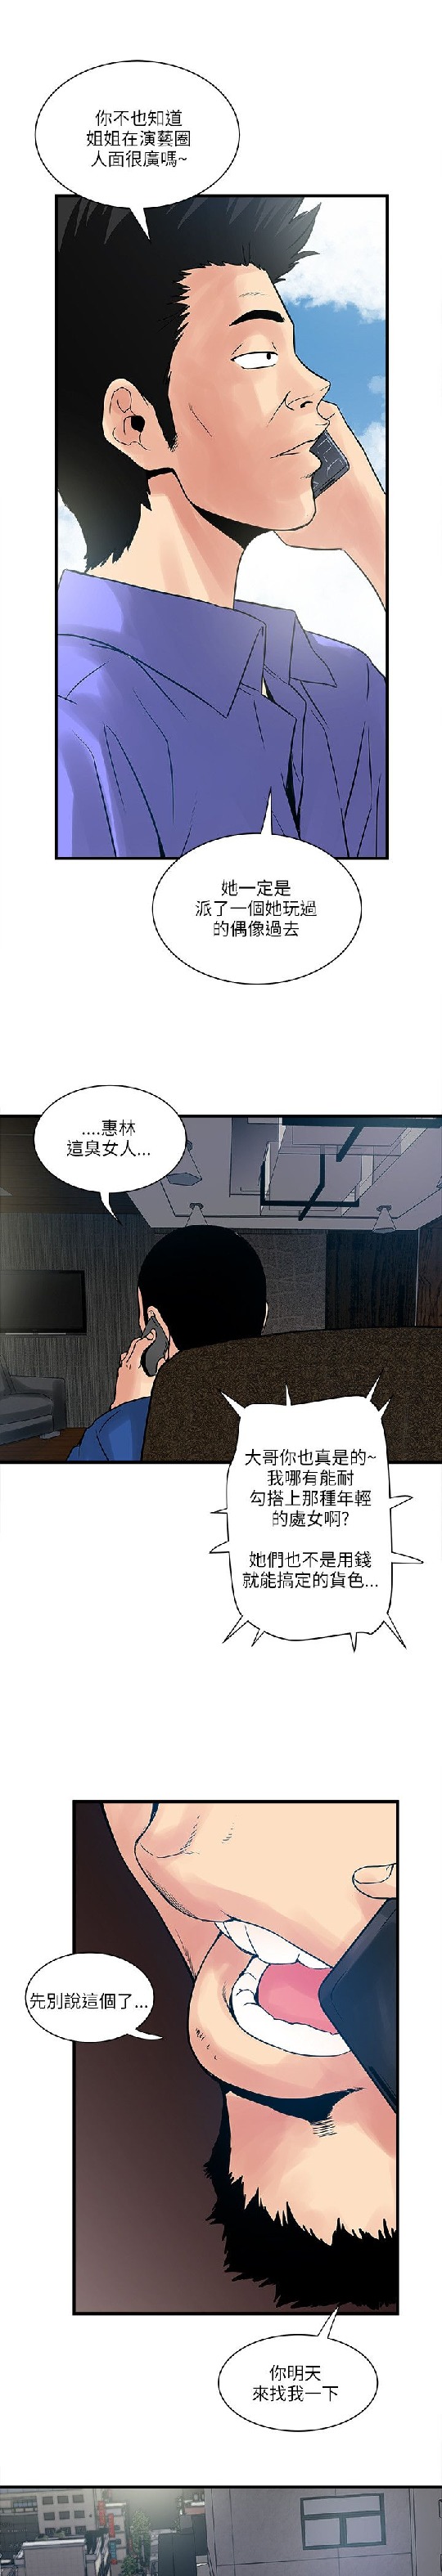 你不也知道
姐姐在演藝圈
人面很廣嗎~
她一定是
派了一個她玩過
的偶像過去
....惠林
這臭女人...
大哥你也真是的~
我哪有能耐
勾搭上那種年輕
的處女啊?
她們也不是用錢
就能搞定的貨色...
先別說這個了...
你明天
來找我一下